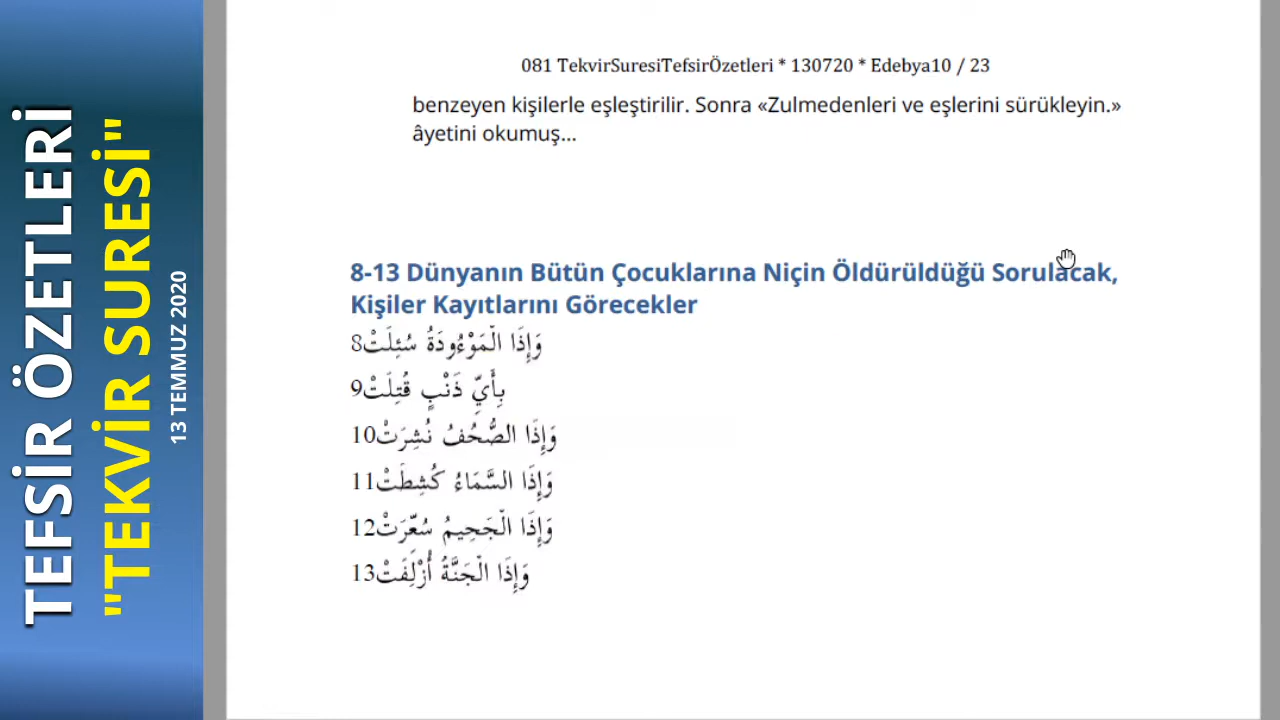 TEFSİR ÖZETLERİ
"TEKVİR SURESİ"
13 TEMMUZ 2020
081 TekvirSuresiTefsirÖzetleri * 130720 * Edebya10 / 23
benzeyen kişilerle eşleştirilir. Sonra «Zulmedenleri ve eşlerini sürükleyin.»
âyetini okumuş...
8-13 Dünyanın Bütün Çocuklarına Niçin Öldürüldüğü Sorulacak,
Kişiler Kayıtlarını Görecekler
وَإِذَا الْمَوْءُودَةُ سُئِلَتْ8
بِأَيِّ ذَنْبٍ قُتِلَتْ9
وَإِذَا الصُّحُفُ نُشِرَتْ10
وَإِذَا السَّمَاءُ كُشِطَتْ11
وَإِذَا الْجَحِيمُ سُعِّرَتْ12
وَإِذَا الْجَنَّةُ أُزْلِفَتْ13